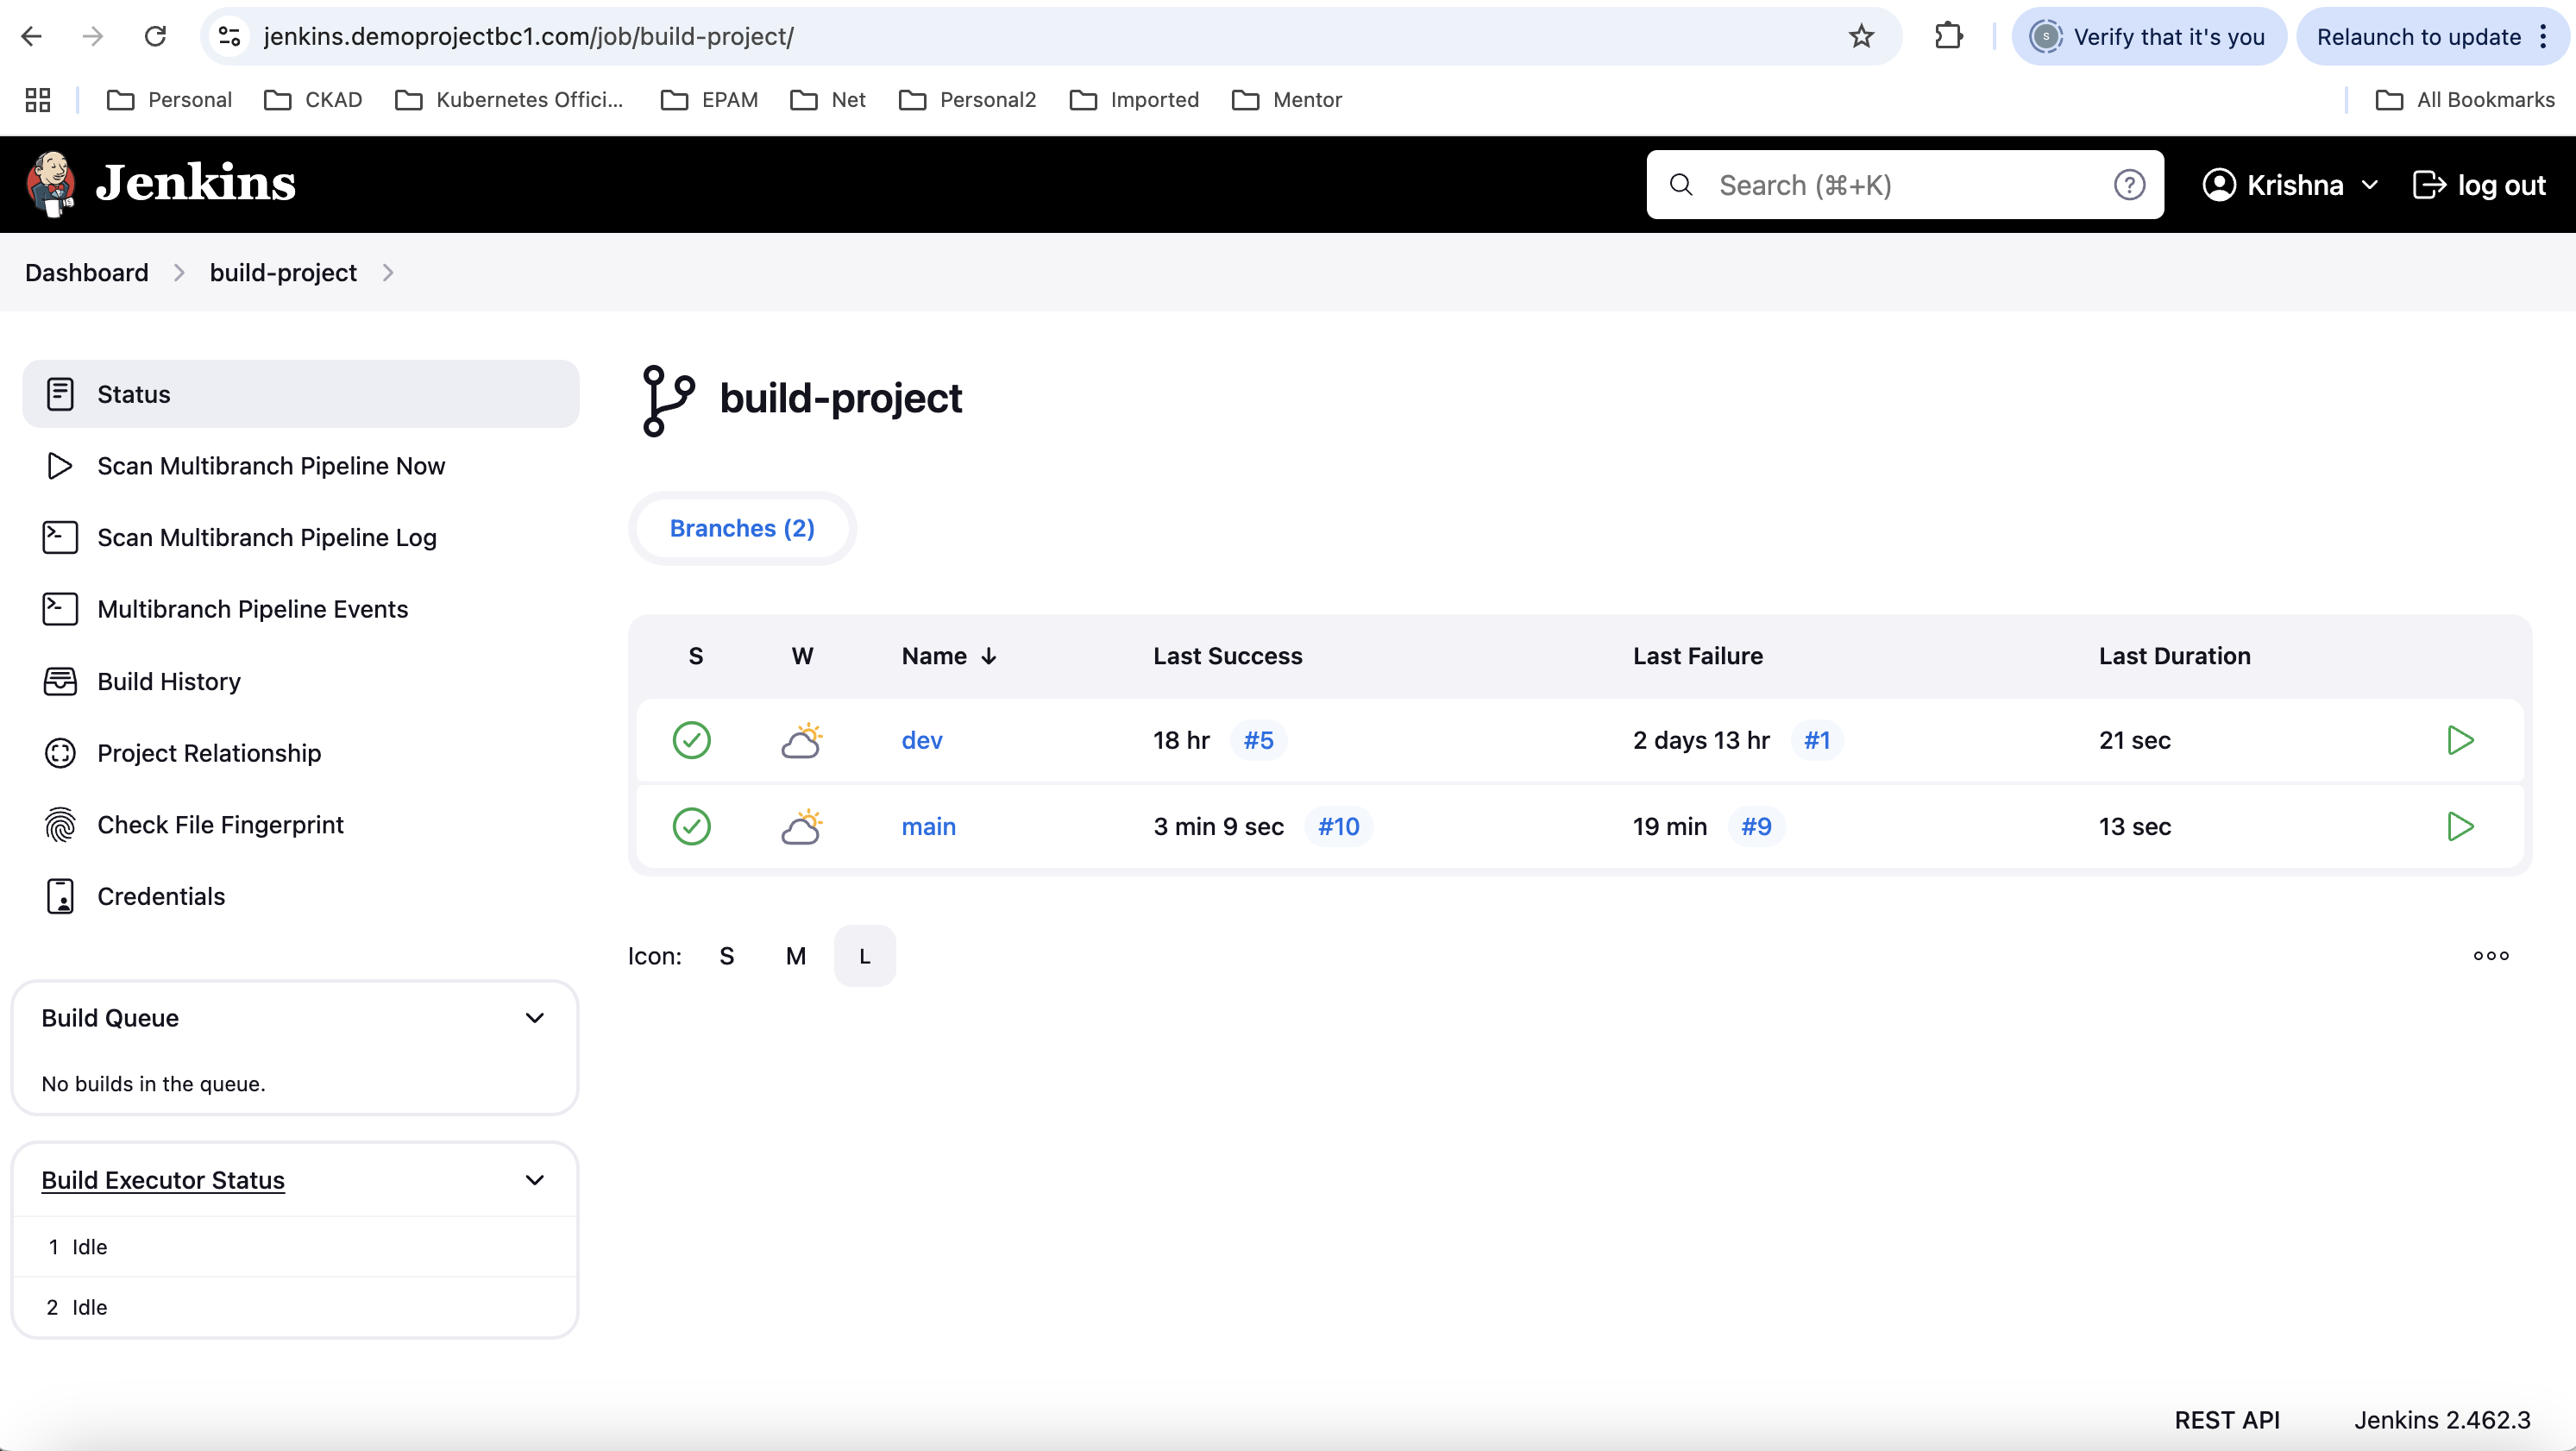 jenkins.demoprojectbc1.com/job/build-project/
S Verify that it's you
Relaunch to update
Personal
CKAD
Kubernetes Offici...
EPAM
Net
Personal2
Imported
Mentor
All Bookmarks
Jenkins
Search (⌘+K)
?
Krishna
log out
Dashboard
build-project
Status
Scan Multibranch Pipeline Now
Scan Multibranch Pipeline Log
Multibranch Pipeline Events
Build History
Project Relationship
Check File Fingerprint
Credentials
Build Queue
No builds in the queue.
Build Executor Status
1 Idle
2 Idle
build-project
Branches (2)
S W Name ↓ Last Success Last Failure Last Duration
dev 18 hr #5 2 days 13 hr #1 21 sec
main 3 min 9 sec #10 19 min #9 13 sec
Icon: S M L
REST API
Jenkins 2.462.3